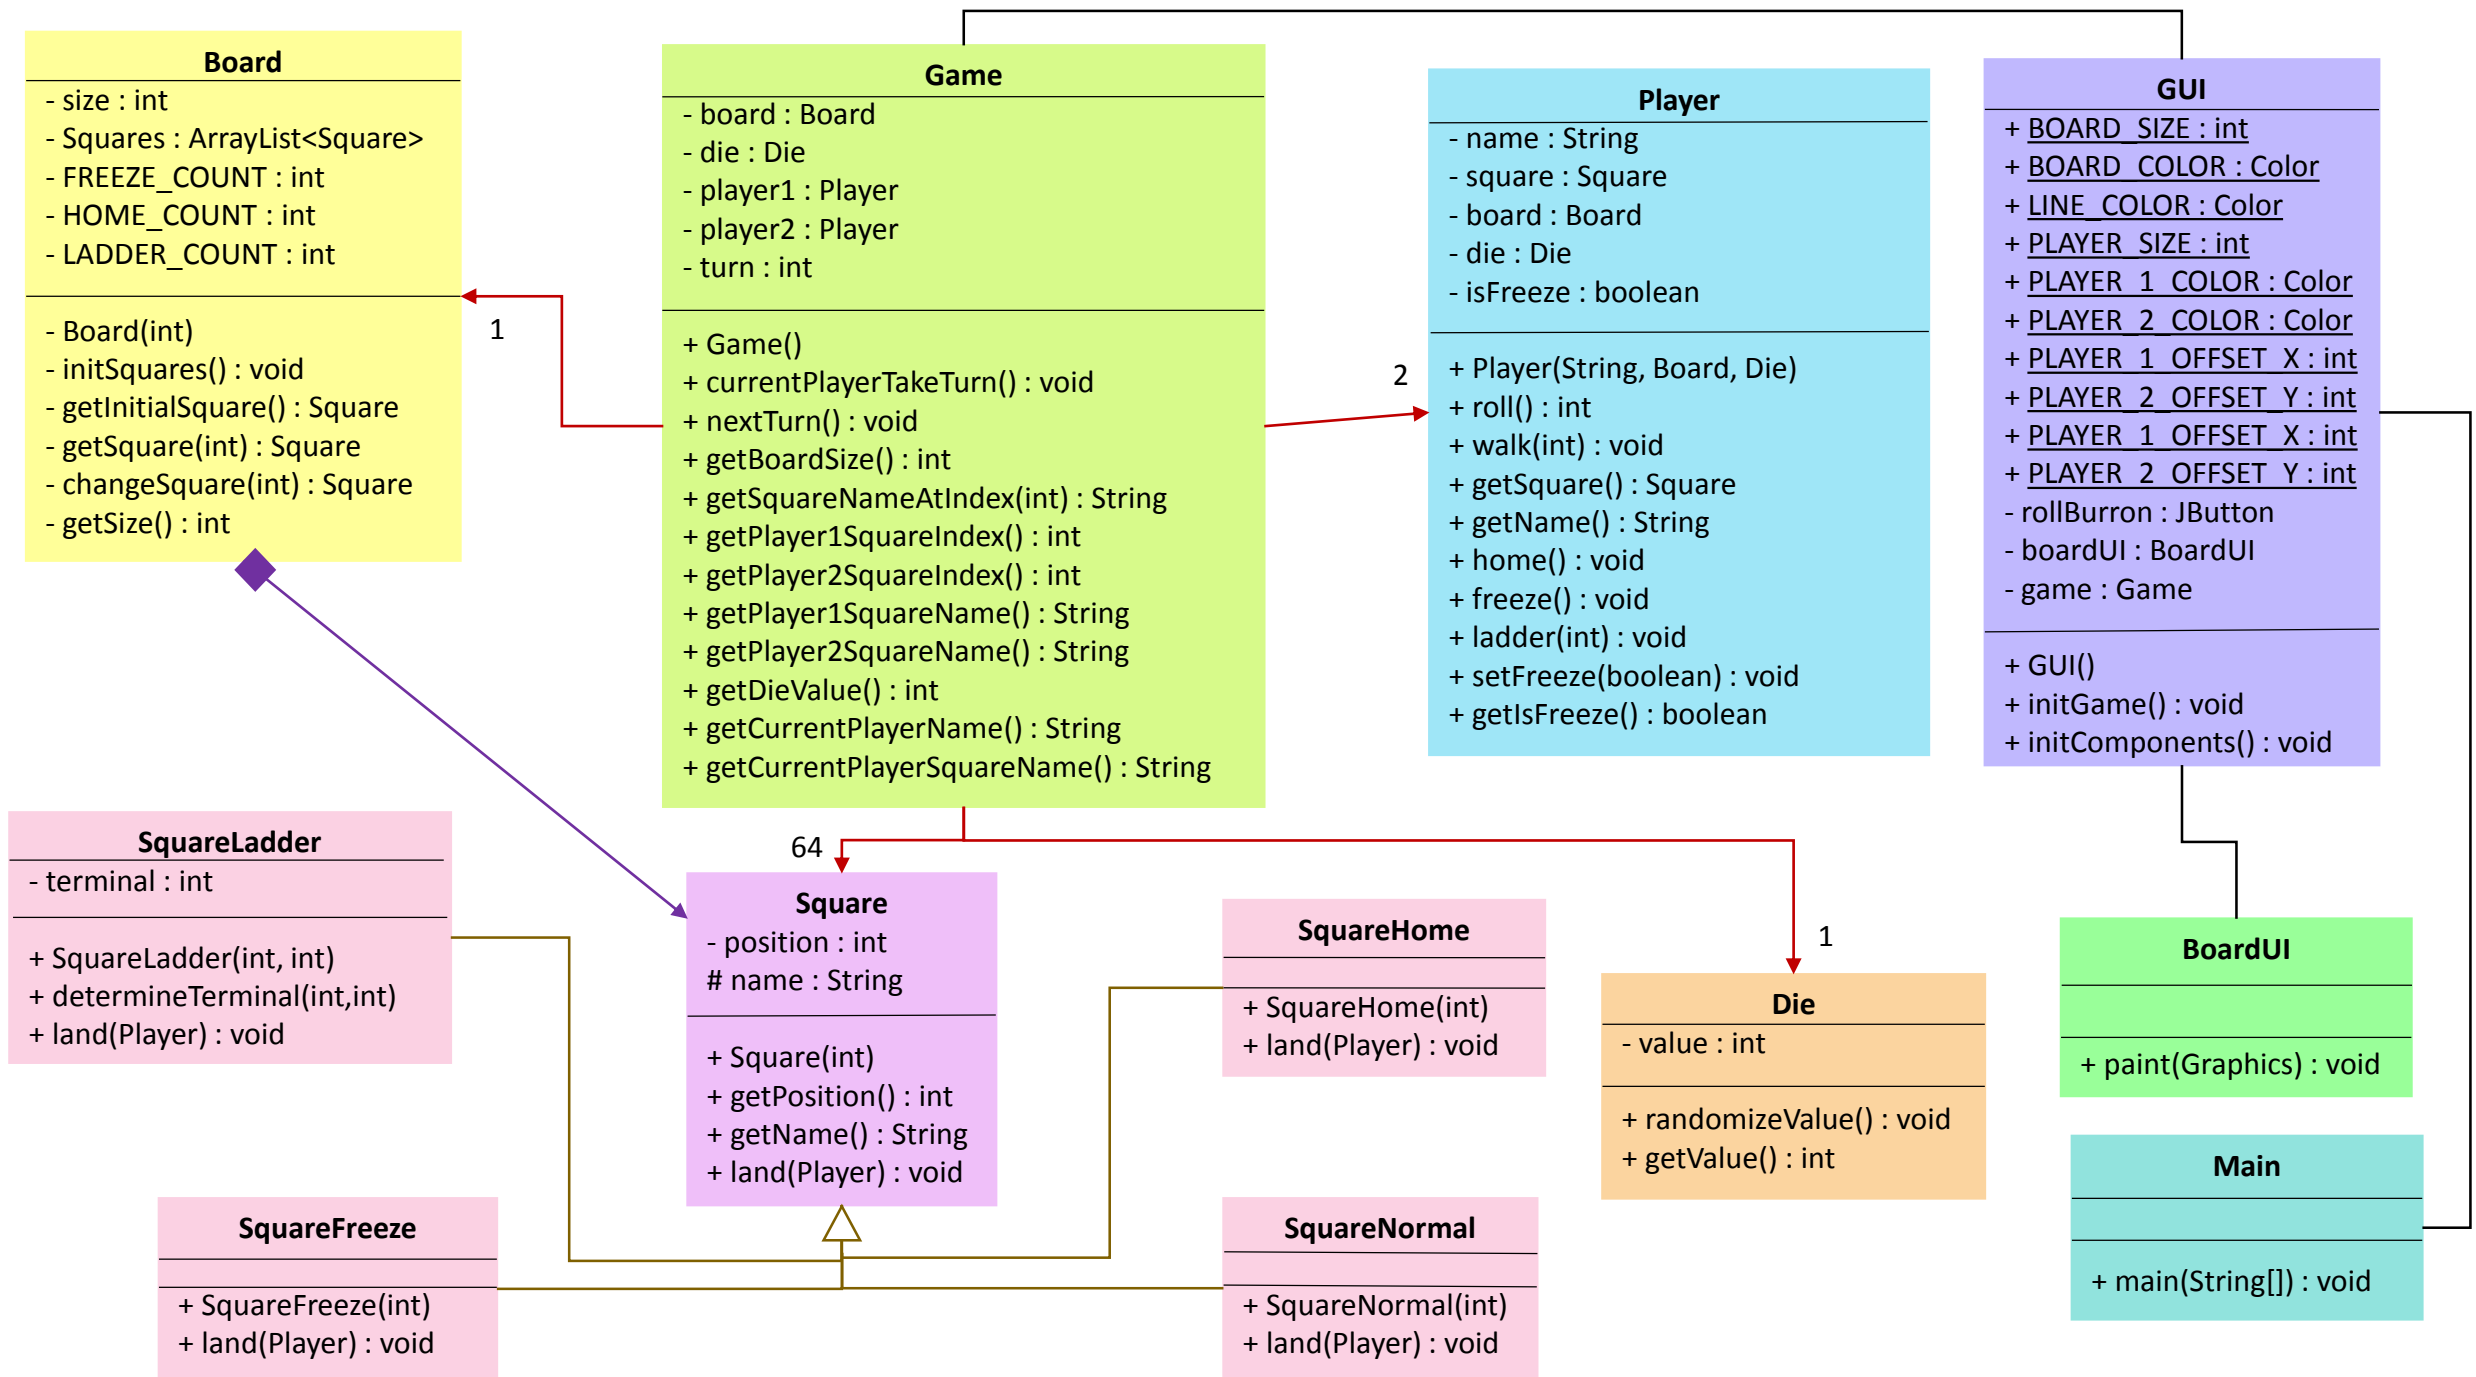 Board
- size : int
- Squares : ArrayList<Square>
- FREEZE_COUNT : int
- HOME_COUNT : int
- LADDER_COUNT : int
- Board(int)
- initSquares() : void
- getInitialSquare() : Square
- getSquare(int) : Square
- changeSquare(int) : Square
- getSize() : int
1
Game
- board : Board
- die : Die
- player1 : Player
- player2 : Player
- turn : int
+ Game()
+ currentPlayerTakeTurn() : void
+ nextTurn() : void
+ getBoardSize() : int
+ getSquareNameAtIndex(int) : String
+ getPlayer1SquareIndex() : int
+ getPlayer2SquareIndex() : int
+ getPlayer1SquareName() : String
+ getPlayer2SquareName() : String
+ getDieValue() : int
+ getCurrentPlayerName() : String
+ getCurrentPlayerSquareName() : String
2
Player
- name : String
- square : Square
- board : Board
- die : Die
- isFreeze : boolean
+ Player(String, Board, Die)
+ roll() : int
+ walk(int) : void
+ getSquare() : Square
+ getName() : String
+ home() : void
+ freeze() : void
+ ladder(int) : void
+ setFreeze(boolean) : void
+ getIsFreeze() : boolean
GUI
+ BOARD_SIZE : int
+ BOARD_COLOR : Color
+ LINE_COLOR : Color
+ PLAYER_SIZE : int
+ PLAYER_1_COLOR : Color
+ PLAYER_2_COLOR : Color
+ PLAYER_1_OFFSET_X : int
+ PLAYER_2_OFFSET_Y : int
+ PLAYER_1_OFFSET_X : int
+ PLAYER_2_OFFSET_Y : int
- rollBurron : JButton
- boardUI : BoardUI
- game : Game
+ GUI()
+ initGame() : void
+ initComponents() : void
SquareLadder
- terminal : int
+ SquareLadder(int, int)
+ determineTerminal(int,int)
+ land(Player) : void
64
Square
- position : int
# name : String
+ Square(int)
+ getPosition() : int
+ getName() : String
+ land(Player) : void
SquareHome
+ SquareHome(int)
+ land(Player) : void
1
Die
- value : int
+ randomizeValue() : void
+ getValue() : int
BoardUI
+ paint(Graphics) : void
Main
+ main(String[]) : void
SquareFreeze
+ SquareFreeze(int)
+ land(Player) : void
SquareNormal
+ SquareNormal(int)
+ land(Player) : void